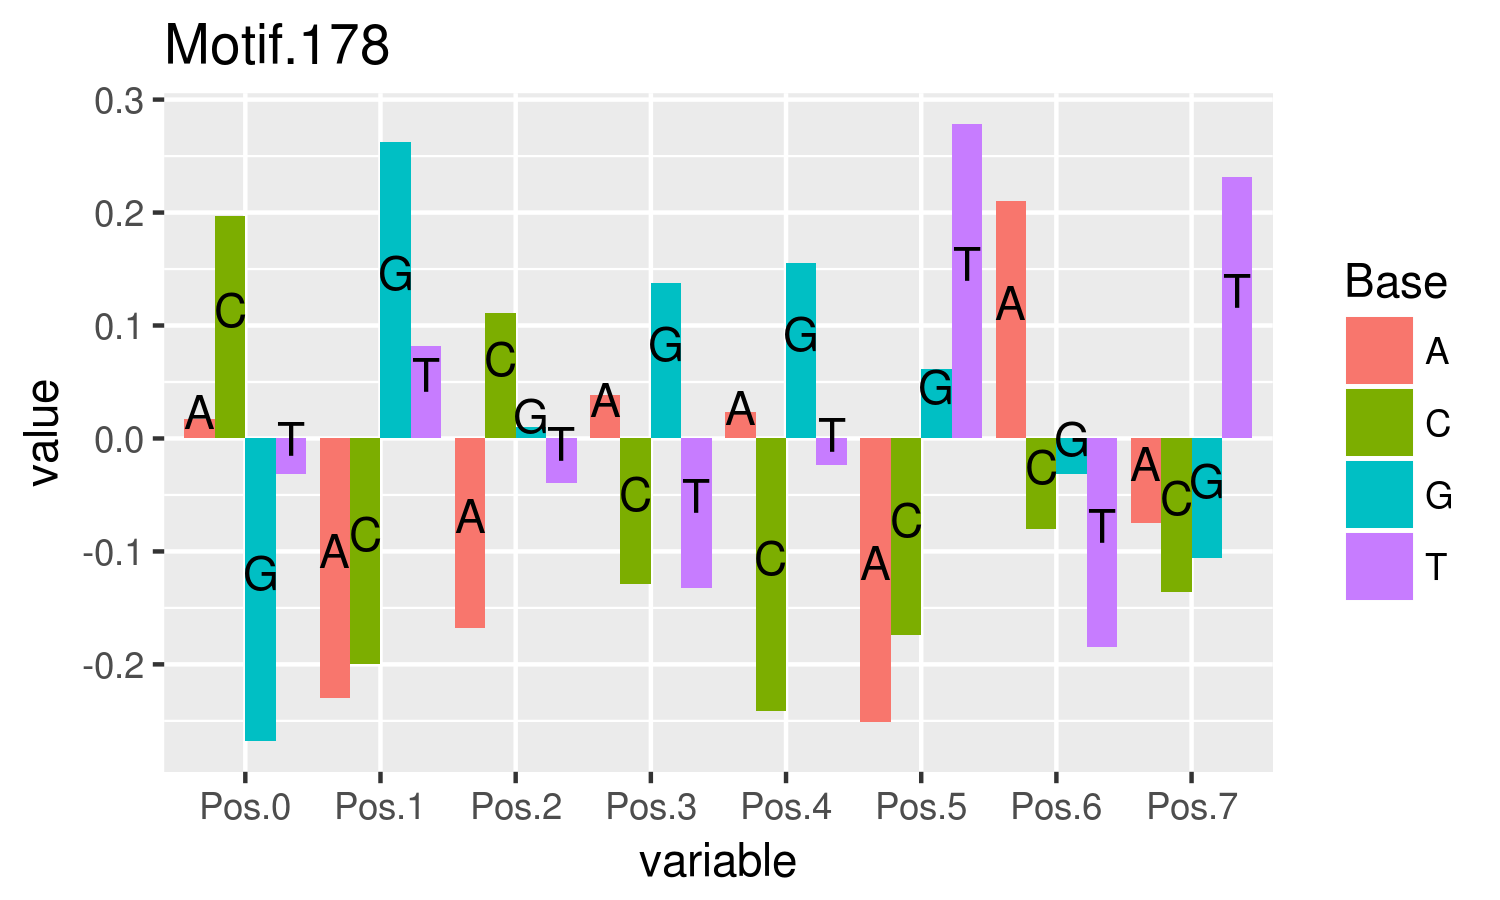 Motif.178
0.3
0.2
0.1
0.0
-0.1
-0.2
value
A C G T
A C G T
A C G T
A C G T
A C G T
A C G T
A C G T
A C G T
Pos.0 Pos.1 Pos.2 Pos.3 Pos.4 Pos.5 Pos.6 Pos.7
variable
Base
A
C
G
T